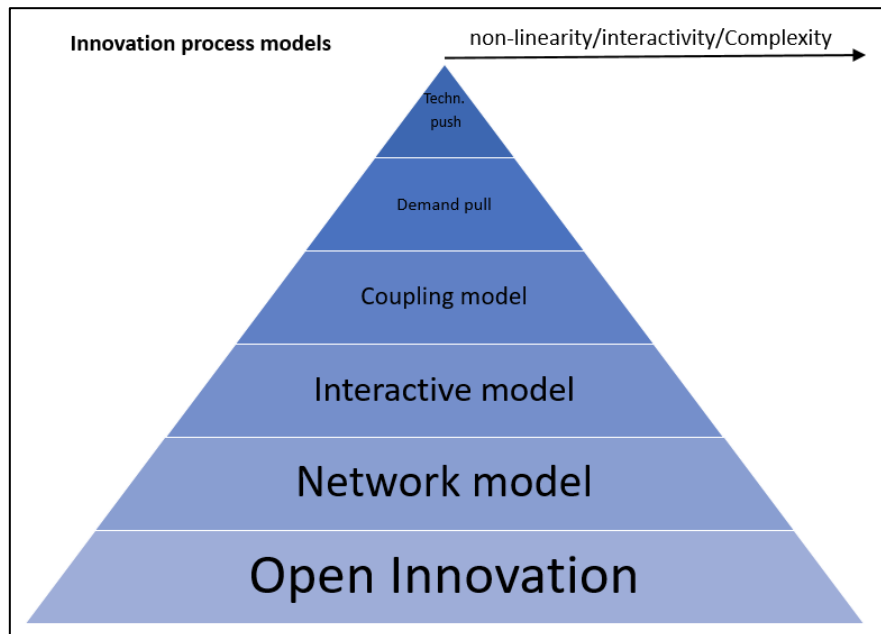 Innovation process models
non-linearity/interactivity/Complexity
Techn.
push
Demand pull
Coupling model
Interactive model
Network model
Open Innovation